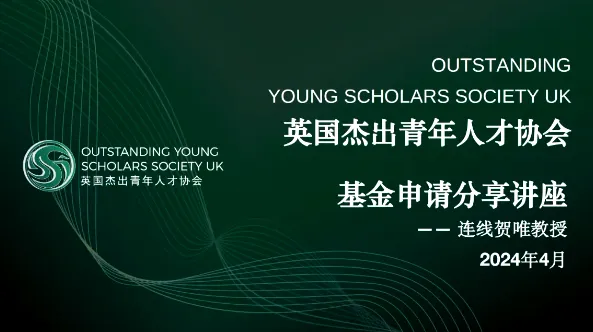 OUTSTANDING
YOUNG SCHOLARS SOCIETY UK
英国杰出青年人才协会
OUTSTANDING YOUNG
SCHOLARS SOCIETY UK
英国杰出青年人才协会
基金申请分享讲座
—— 连线贺唯教授
2024年4月